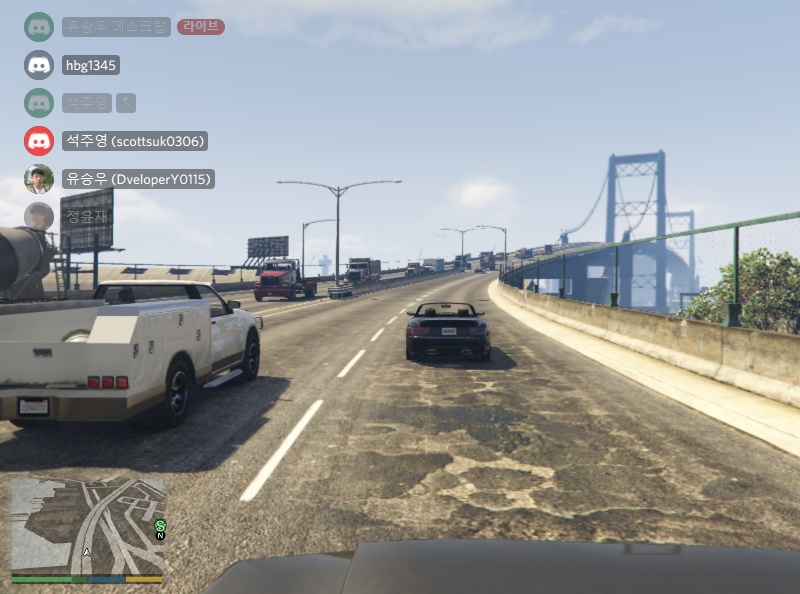 유승우 데스크탑 라이브
hbg1345
석주영
석주영 (scottsuk0306)
유승우 (DveloperY0115)
정윤재
N